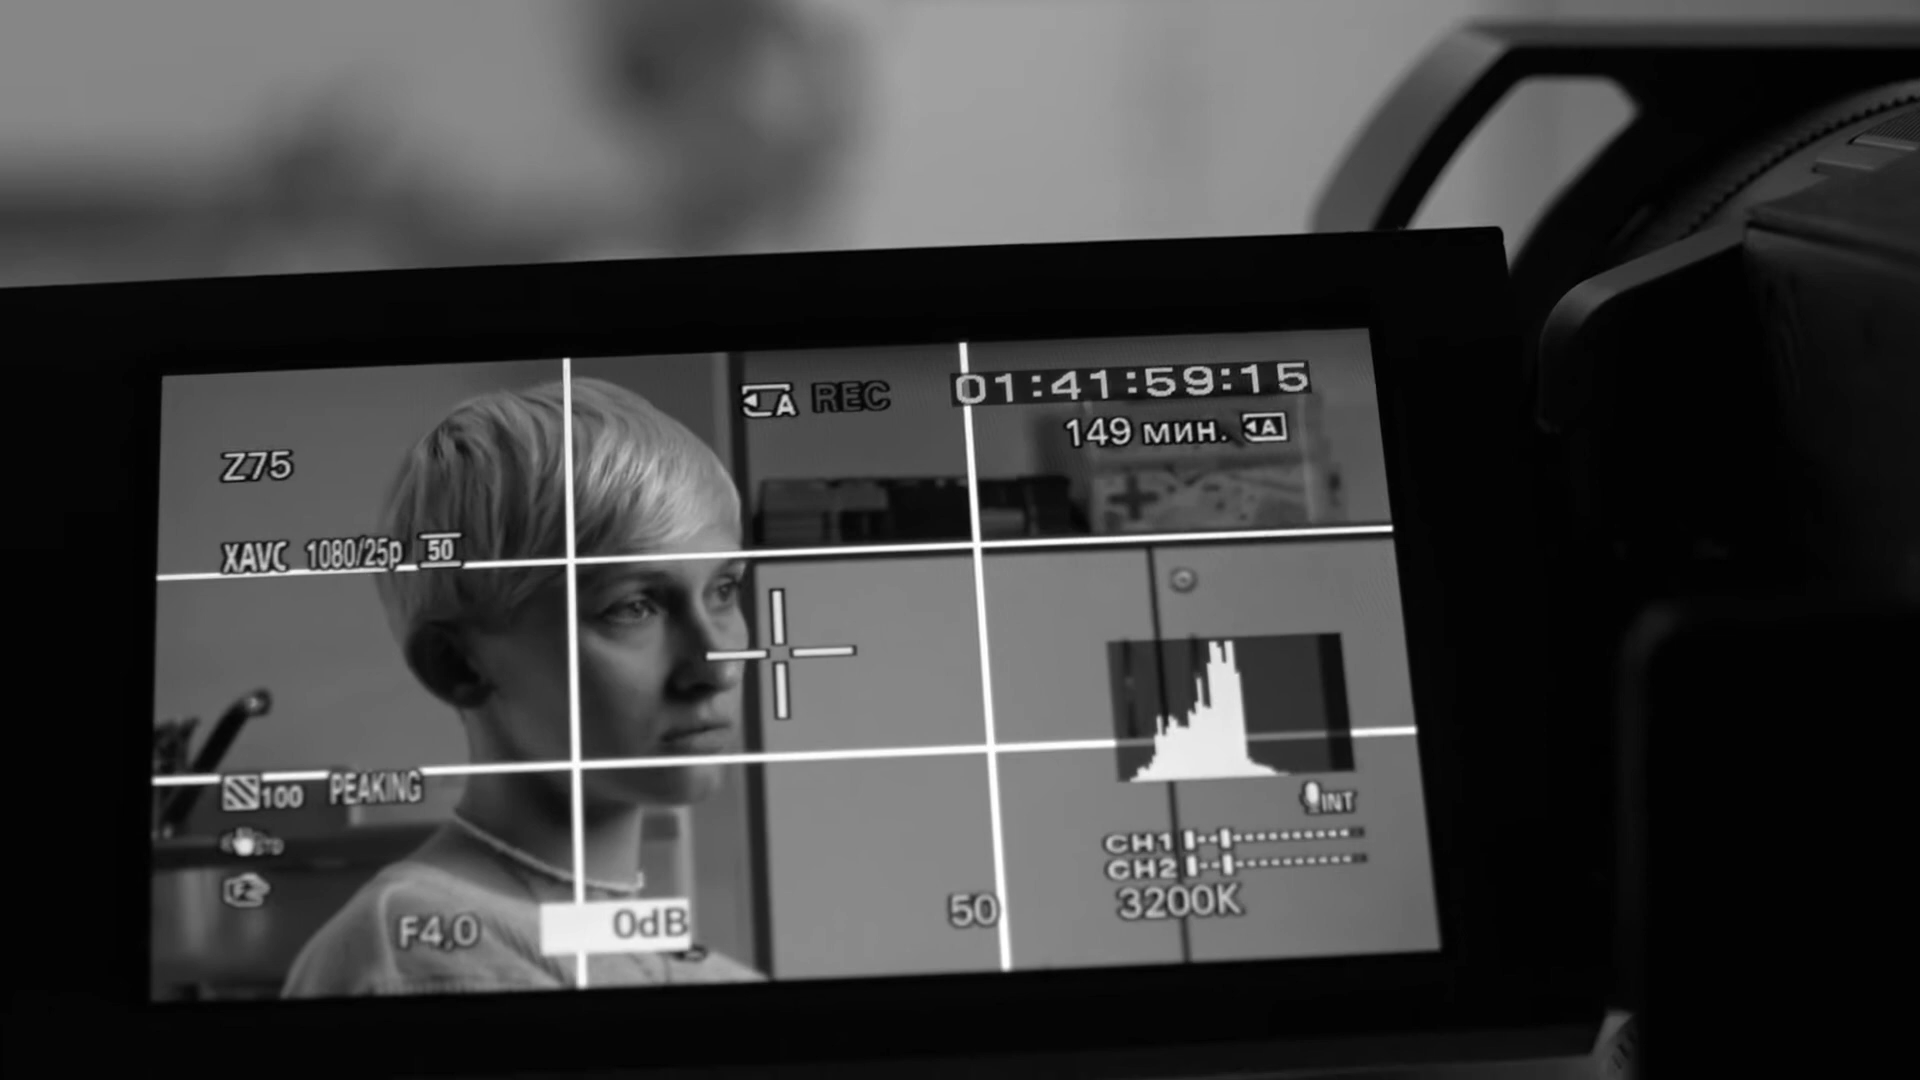 A REC 01:41:59:15
149 мин. A
Z75
XAVC 1080/25p 50
100 PEAKING
STD
INT
CH1
CH2
F4,0 0dB 50 3200K